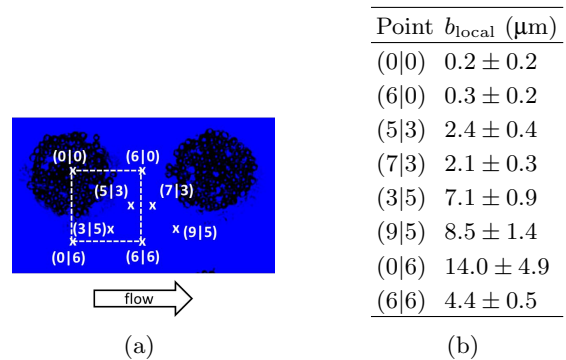 (0|0) (6|0)
(5|3) (7|3)
(3|5) (9|5)
(0|6) (6|6)
flow
(a)
Point b_local (μm)
(0|0) 0.2 ± 0.2
(6|0) 0.3 ± 0.2
(5|3) 2.4 ± 0.4
(7|3) 2.1 ± 0.3
(3|5) 7.1 ± 0.9
(9|5) 8.5 ± 1.4
(0|6) 14.0 ± 4.9
(6|6) 4.4 ± 0.5
(b)